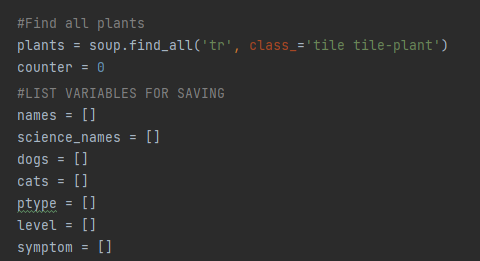 #Find all plants
plants = soup.find_all('tr', class_='tile tile-plant')
counter = 0
#LIST VARIABLES FOR SAVING
names = []
science_names = []
dogs = []
cats = []
ptype = []
level = []
symptom = []